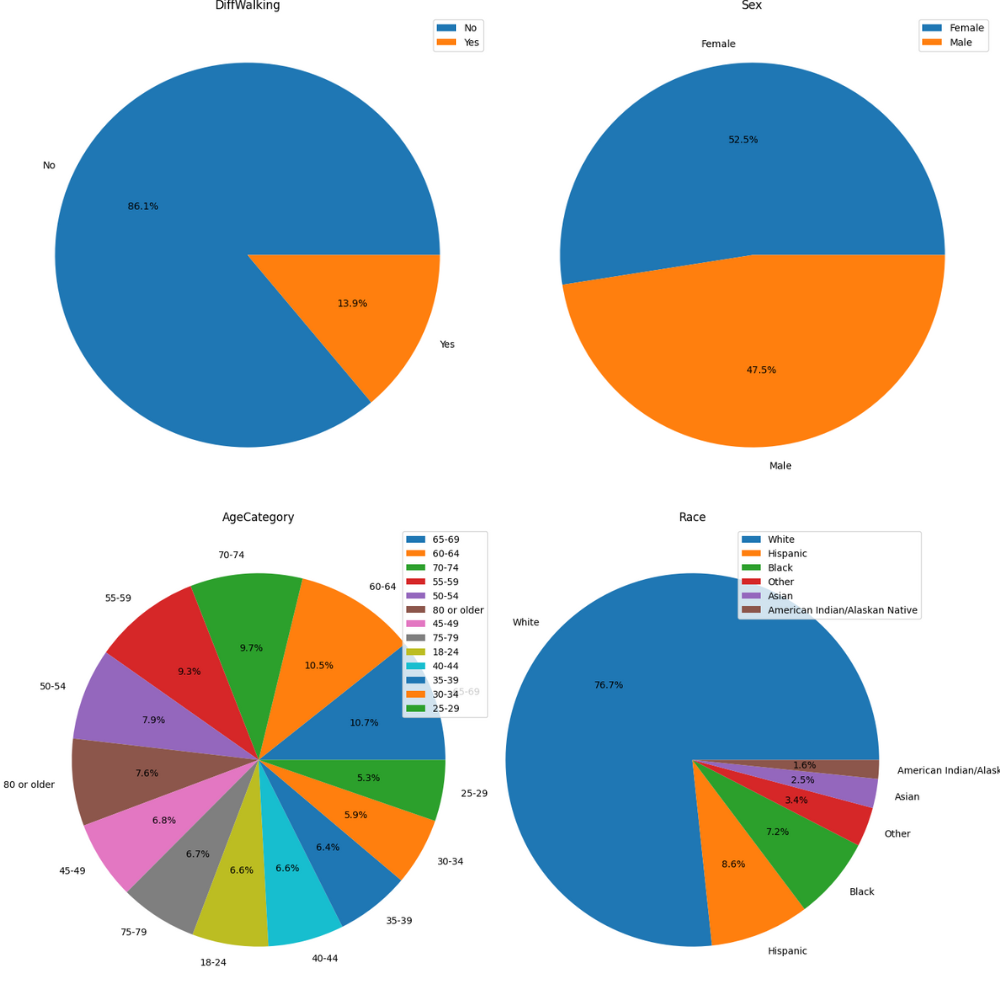 DiffWalking
No
Yes
No
86.1%
13.9%
Yes
Sex
Female
Male
Female
52.5%
47.5%
Male
AgeCategory
65-69
60-64
70-74
55-59
50-54
80 or older
45-49
75-79
18-24
40-44
35-39
30-34
25-29
70-74
60-64
55-59
9.7%
10.5%
9.3%
50-54
65-69
7.9%
10.7%
7.6%
5.3%
80 or older
25-29
6.8%
5.9%
6.7%
6.4%
6.6%
6.6%
30-34
45-49
35-39
75-79
18-24
40-44
Race
White
Hispanic
Black
Other
Asian
American Indian/Alaskan Native
White
76.7%
1.6%
American Indian/Alask
2.5%
Asian
3.4%
Other
7.2%
8.6%
Black
Hispanic